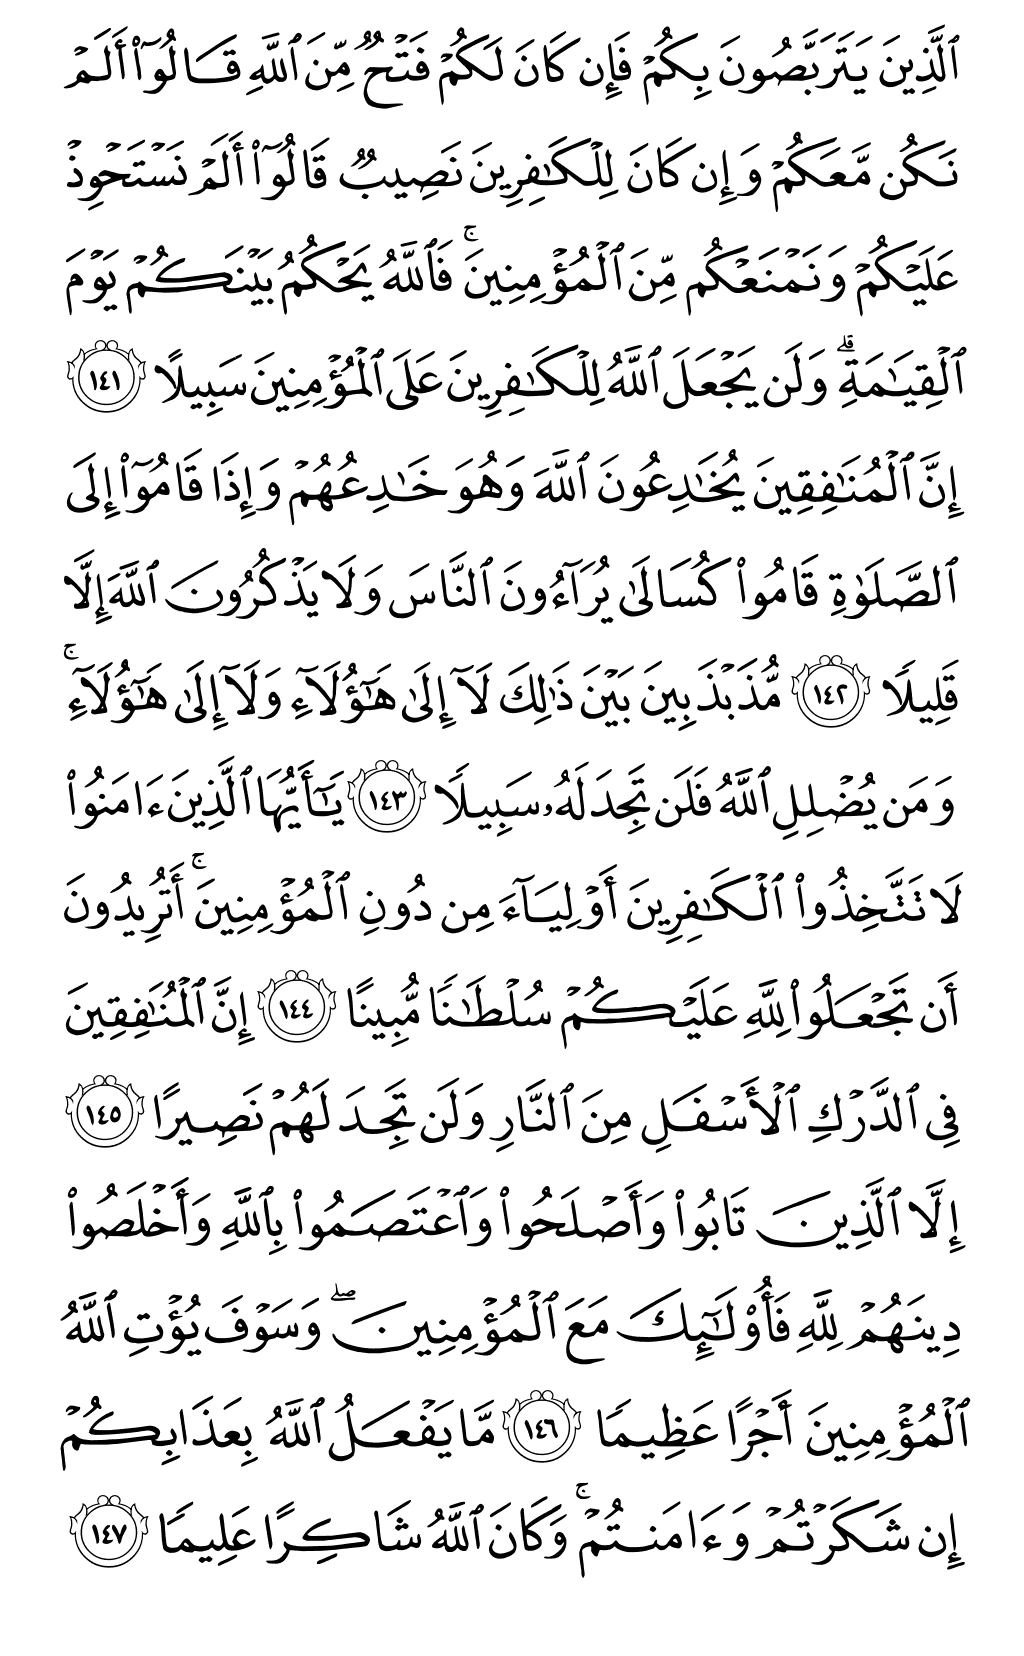 ٱلَّذِينَ يَتَرَبَّصُونَ بِكُمۡ فَإِن كَانَ لَكُمۡ فَتۡحٞ مِّنَ ٱللَّهِ قَالُوٓاْ أَلَمۡ
نَكُن مَّعَكُمۡ وَإِن كَانَ لِلۡكَٰفِرِينَ نَصِيبٞ قَالُوٓاْ أَلَمۡ نَسۡتَحۡوِذۡ
عَلَيۡكُمۡ وَنَمۡنَعۡكُم مِّنَ ٱلۡمُؤۡمِنِينَۚ فَٱللَّهُ يَحۡكُمُ بَيۡنَكُمۡ يَوۡمَ
ٱلۡقِيَٰمَةِۗ وَلَن يَجۡعَلَ ٱللَّهُ لِلۡكَٰفِرِينَ عَلَى ٱلۡمُؤۡمِنِينَ سَبِيلًا ١٤١
إِنَّ ٱلۡمُنَٰفِقِينَ يُخَٰدِعُونَ ٱللَّهَ وَهُوَ خَٰدِعُهُمۡ وَإِذَا قَامُوٓاْ إِلَى
ٱلصَّلَوٰةِ قَامُواْ كُسَالَىٰ يُرَآءُونَ ٱلنَّاسَ وَلَا يَذۡكُرُونَ ٱللَّهَ إِلَّا
قَلِيلًا ١٤٢ مُّذَبۡذَبِينَ بَيۡنَ ذَٰلِكَ لَآ إِلَىٰ هَٰٓؤُلَآءِ وَلَآ إِلَىٰ هَٰٓؤُلَآءِۚ
وَمَن يُضۡلِلِ ٱللَّهُ فَلَن تَجِدَ لَهُۥ سَبِيلًا ١٤٣ يَٰٓأَيُّهَا ٱلَّذِينَ ءَامَنُواْ
لَا تَتَّخِذُواْ ٱلۡكَٰفِرِينَ أَوۡلِيَآءَ مِن دُونِ ٱلۡمُؤۡمِنِينَۚ أَتُرِيدُونَ
أَن تَجۡعَلُواْ لِلَّهِ عَلَيۡكُمۡ سُلۡطَٰنٗا مُّبِينًا ١٤٤ إِنَّ ٱلۡمُنَٰفِقِينَ
فِي ٱلدَّرۡكِ ٱلۡأَسۡفَلِ مِنَ ٱلنَّارِ وَلَن تَجِدَ لَهُمۡ نَصِيرًا ١٤٥
إِلَّا ٱلَّذِينَ تَابُواْ وَأَصۡلَحُواْ وَٱعۡتَصَمُواْ بِٱللَّهِ وَأَخۡلَصُواْ
دِينَهُمۡ لِلَّهِ فَأُوْلَٰٓئِكَ مَعَ ٱلۡمُؤۡمِنِينَۖ وَسَوۡفَ يُؤۡتِ ٱللَّهُ
ٱلۡمُؤۡمِنِينَ أَجۡرًا عَظِيمٗا ١٤٦ مَّا يَفۡعَلُ ٱللَّهُ بِعَذَابِكُمۡ
إِن شَكَرۡتُمۡ وَءَامَنتُمۡۚ وَكَانَ ٱللَّهُ شَاكِرًا عَلِيمٗا ١٤٧